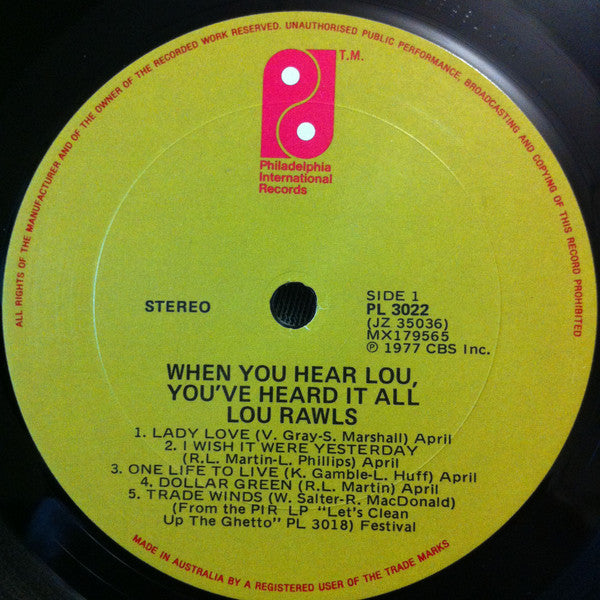 ALL RIGHTS OF THE MANUFACTURER AND OF THE OWNER OF THE RECORDED WORK RESERVED. UNAUTHORISED PUBLIC PERFORMANCE, BROADCASTING AND COPYING OF THIS RECORD PROHIBITED
T.M.
Philadelphia
International
Records
STEREO
SIDE 1
PL 3022
(JZ 35036)
MX179565
℗ 1977 CBS Inc.
WHEN YOU HEAR LOU,
YOU'VE HEARD IT ALL
LOU RAWLS
1. LADY LOVE (V. Gray-S. Marshall) April
2. I WISH IT WERE YESTERDAY
(R.L. Martin-L. Phillips) April
3. ONE LIFE TO LIVE (K. Gamble-L. Huff) April
4. DOLLAR GREEN (R.L. Martin) April
5. TRADE WINDS (W. Salter-R. MacDonald)
(From the PIR LP "Let's Clean
Up The Ghetto" PL 3018) Festival
MADE IN AUSTRALIA BY A REGISTERED USER OF THE TRADE MARKS